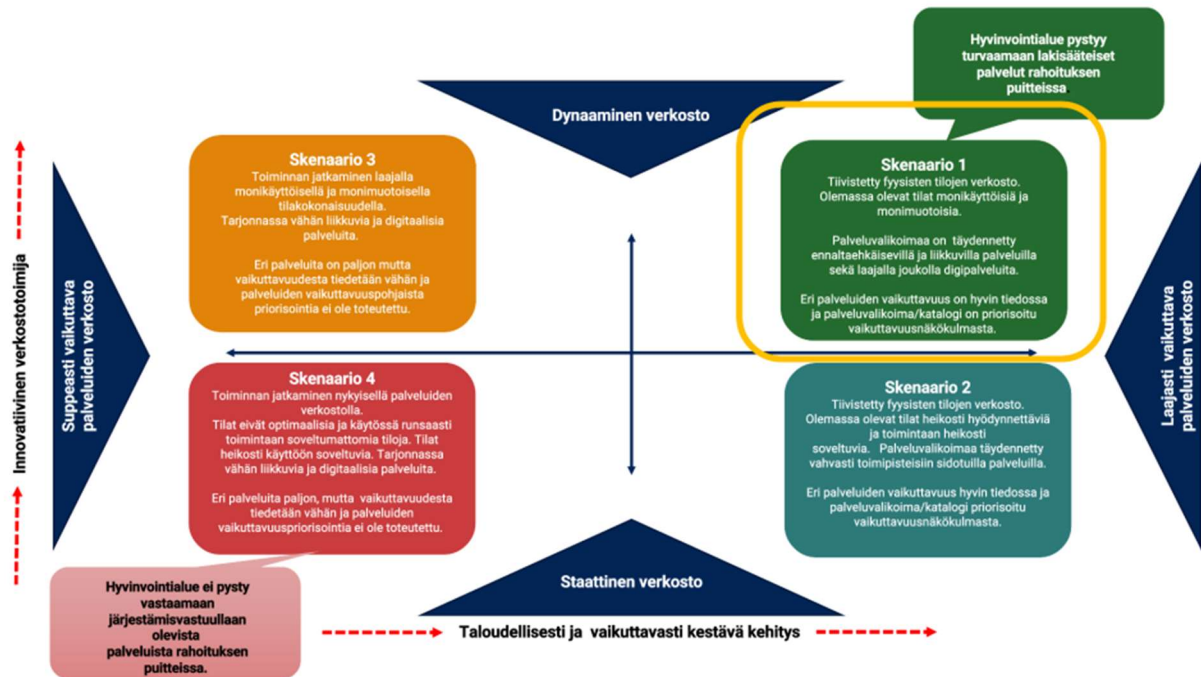 Hyvinvointialue pystyy
turvaamaan lakisääteiset
palvelut rahoituksen
puitteissa.
Dynaaminen verkosto
Skenaario 3
Toiminnan jatkaminen laajalla
monikäyttöisellä ja monimuotoisella
tilakokonaisuudella.
Tarjonnassa vähän liikkuvia ja digitaalisia
palveluita.
Eri palveluita on paljon mutta
vaikuttavuudesta tiedetään vähän ja
palveluiden vaikuttavuuspohjaista
priorisointia ei ole toteutettu.
Skenaario 1
Tiivistetty fyysisten tilojen verkosto.
Olemassa olevat tilat monikäyttöisiä ja
monimuotoisia.
Palveluvalikoimaa on täydennetty
ennaltaehkäisevillä ja liikkuvilla palveluilla
sekä laajalla joukolla digipalveluita.
Eri palveluiden vaikuttavuus on hyvin tiedossa
ja palveluvalikoima/katalogi on priorisoitu
vaikuttavuusnäkökulmasta.
Innovatiivinen verkostotoimija
Suppeasti vaikuttava
palveluiden verkosto
Laajasti vaikuttava
palveluiden verkosto
Skenaario 4
Toiminnan jatkaminen nykyisellä palveluiden
verkostolla.
Tilat eivät optimaalisia ja käytössä runsaasti
toimintaan soveltumattomia tiloja. Tilat
heikosti käyttöön soveltuvia. Tarjonnassa
vähän liikkuvia ja digitaalisia palveluita.
Eri palveluita paljon, mutta vaikuttavuudesta
tiedetään vähän ja palveluiden
vaikuttavuuspriorisointia ei ole toteutettu.
Skenaario 2
Tiivistetty fyysisten tilojen verkosto.
Olemassa olevat tilat heikosti hyödynnettäviä
ja toimintaan heikosti
soveltuvia. Palveluvalikoimaa täydennetty
vahvasti toimipisteisiin sidotuilla palveluilla.
Eri palveluiden vaikuttavuus hyvin tiedossa ja
palveluvalikoima/katalogi priorisoitu
vaikuttavuusnäkökulmasta.
Staattinen verkosto
Hyvinvointialue ei pysty
vastaamaan
järjestämisvastuullaan
olevista
palveluista rahoituksen
puitteissa.
Taloudellisesti ja vaikuttavasti kestävä kehitys